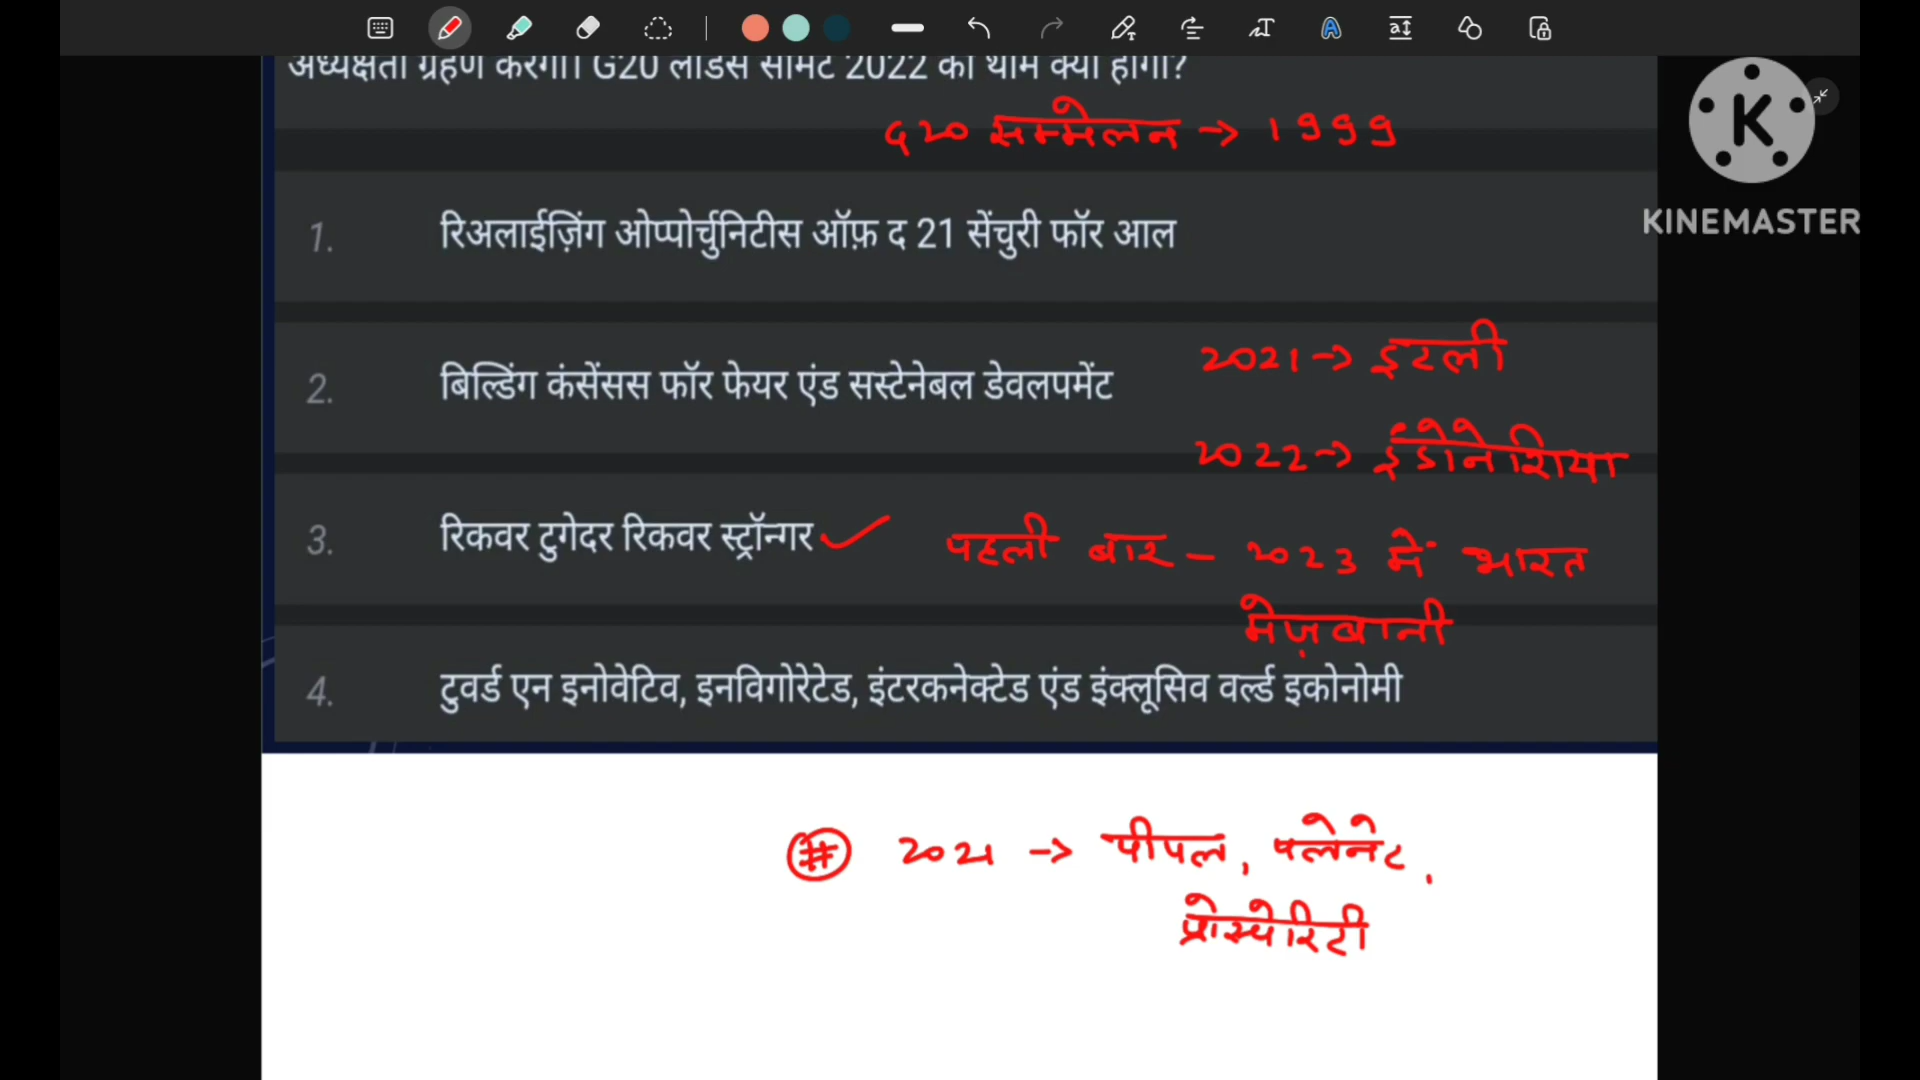 अध्यक्षता ग्रहण करेगा। G20 लीडर्स समिट 2022 की थीम क्या होगी?
G20 सम्मेलन → 1999
KINEMASTER
1. रिअलाईज़िंग ओप्पोर्चुनिटीस ऑफ़ द 21 सेंचुरी फॉर आल
2. बिल्डिंग कंसेंसस फॉर फेयर एंड सस्टेनेबल डेवलपमेंट
2021 → इटली
2022 → इंडोनेशिया
3. रिकवर टुगेदर रिकवर स्ट्रॉन्गर
पहली बार - 2023 में भारत
मेज़बानी
4. टुवर्ड एन इनोवेटिव, इनविगोरेटेड, इंटरकनेक्टेड एंड इंक्लूसिव वर्ल्ड इकोनोमी
# 2021 → पीपल, प्लेनेट,
प्रोस्पेरिटी